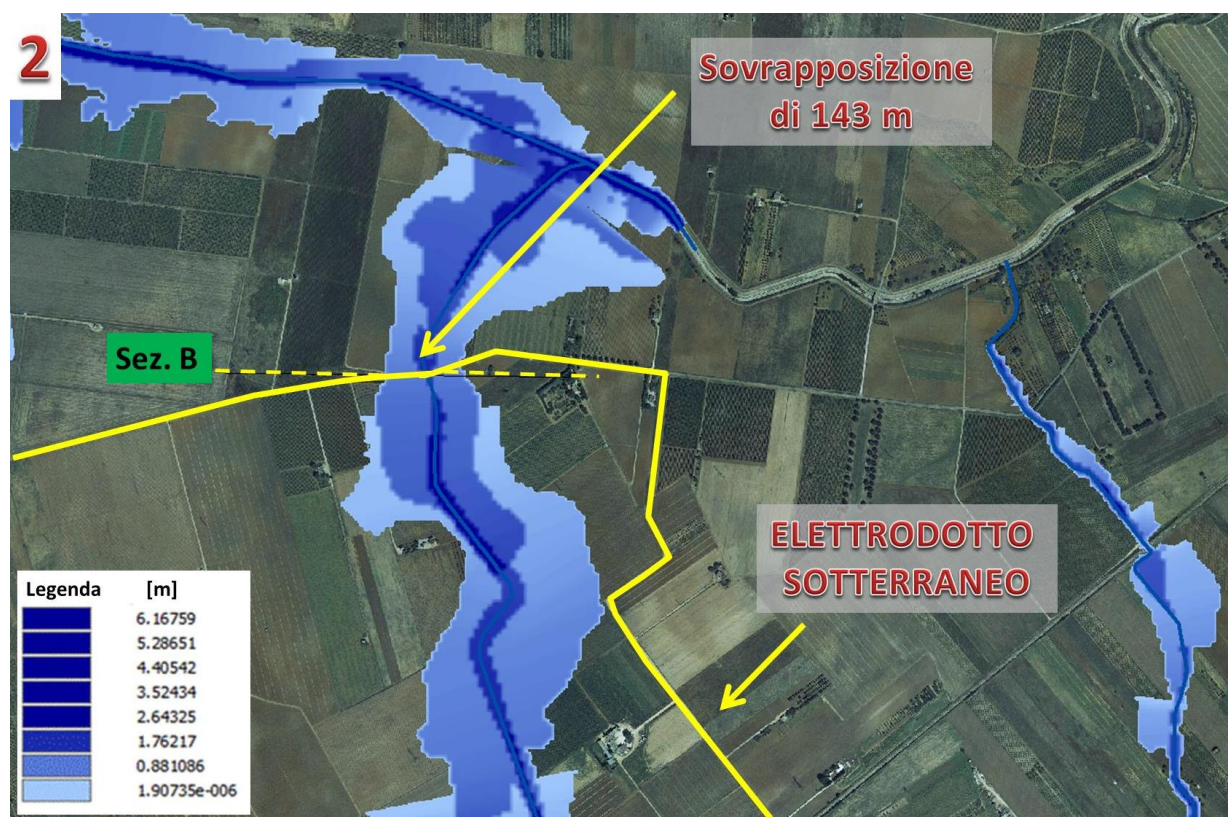 2
Sovrapposizione
di 143 m
Sez. B
ELETTRODOTTO
SOTTERRANEO
Legenda [m]
6.16759
5.28651
4.40542
3.52434
2.64325
1.76217
0.881086
1.90735e-006